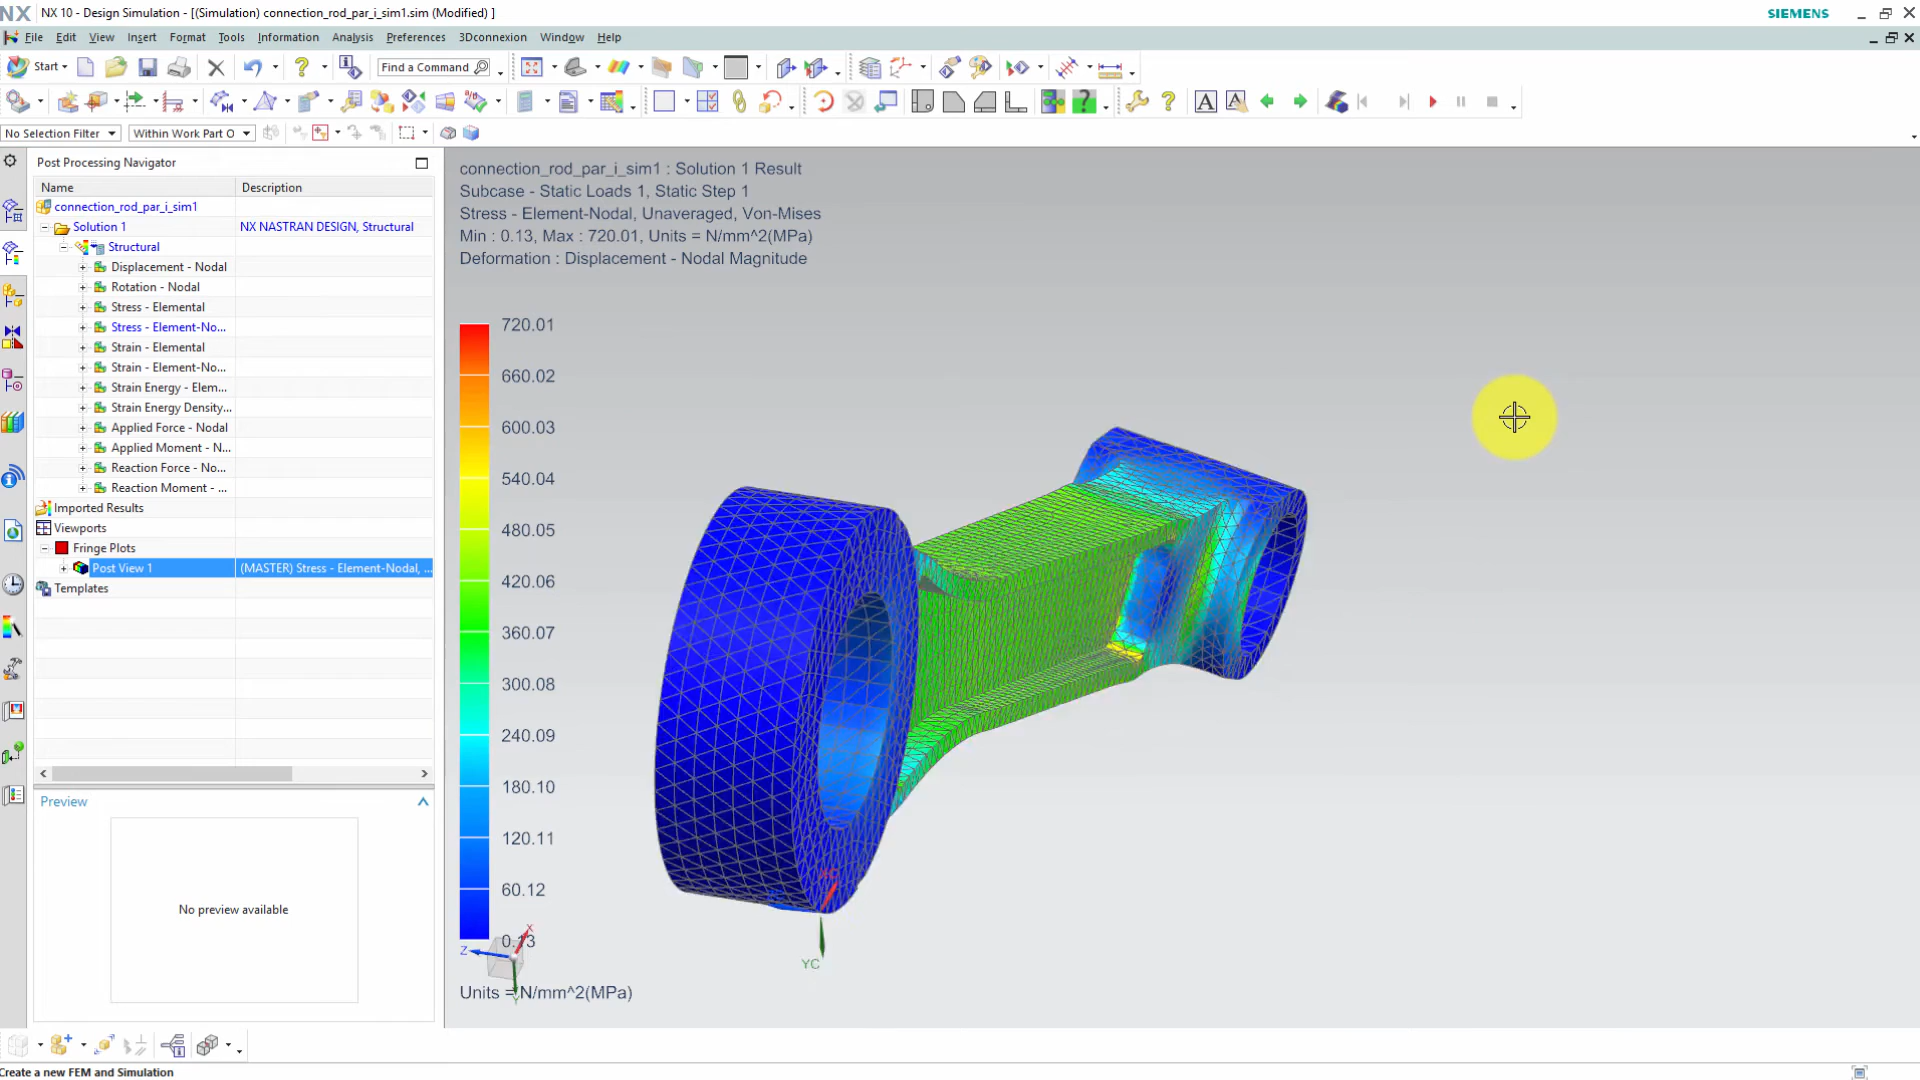 NX NX 10 - Design Simulation - [(Simulation) connection_rod_par_i_sim1.sim (Modified) ] SIEMENS
File Edit View Insert Format Tools Information Analysis Preferences 3Dconnexion Window Help
Start Find a Command
No Selection Filter Within Work Part O
Post Processing Navigator
Name Description
connection_rod_par_i_sim1
Solution 1 NX NASTRAN DESIGN, Structural
Structural
Displacement - Nodal
Rotation - Nodal
Stress - Elemental
Stress - Element-No...
Strain - Elemental
Strain - Element-No...
Strain Energy - Elem...
Strain Energy Density...
Applied Force - Nodal
Applied Moment - N...
Reaction Force - No...
Reaction Moment - ...
Imported Results
Viewports
Fringe Plots
Post View 1 (MASTER) Stress - Element-Nodal, ...
Templates
Preview
No preview available
connection_rod_par_i_sim1 : Solution 1 Result
Subcase - Static Loads 1, Static Step 1
Stress - Element-Nodal, Unaveraged, Von-Mises
Min : 0.13, Max : 720.01, Units = N/mm^2(MPa)
Deformation : Displacement - Nodal Magnitude
720.01
660.02
600.03
540.04
480.05
420.06
360.07
300.08
240.09
180.10
120.11
60.12
0.13
X
Z
Y
XC
YC
Units = N/mm^2(MPa)
Create a new FEM and Simulation